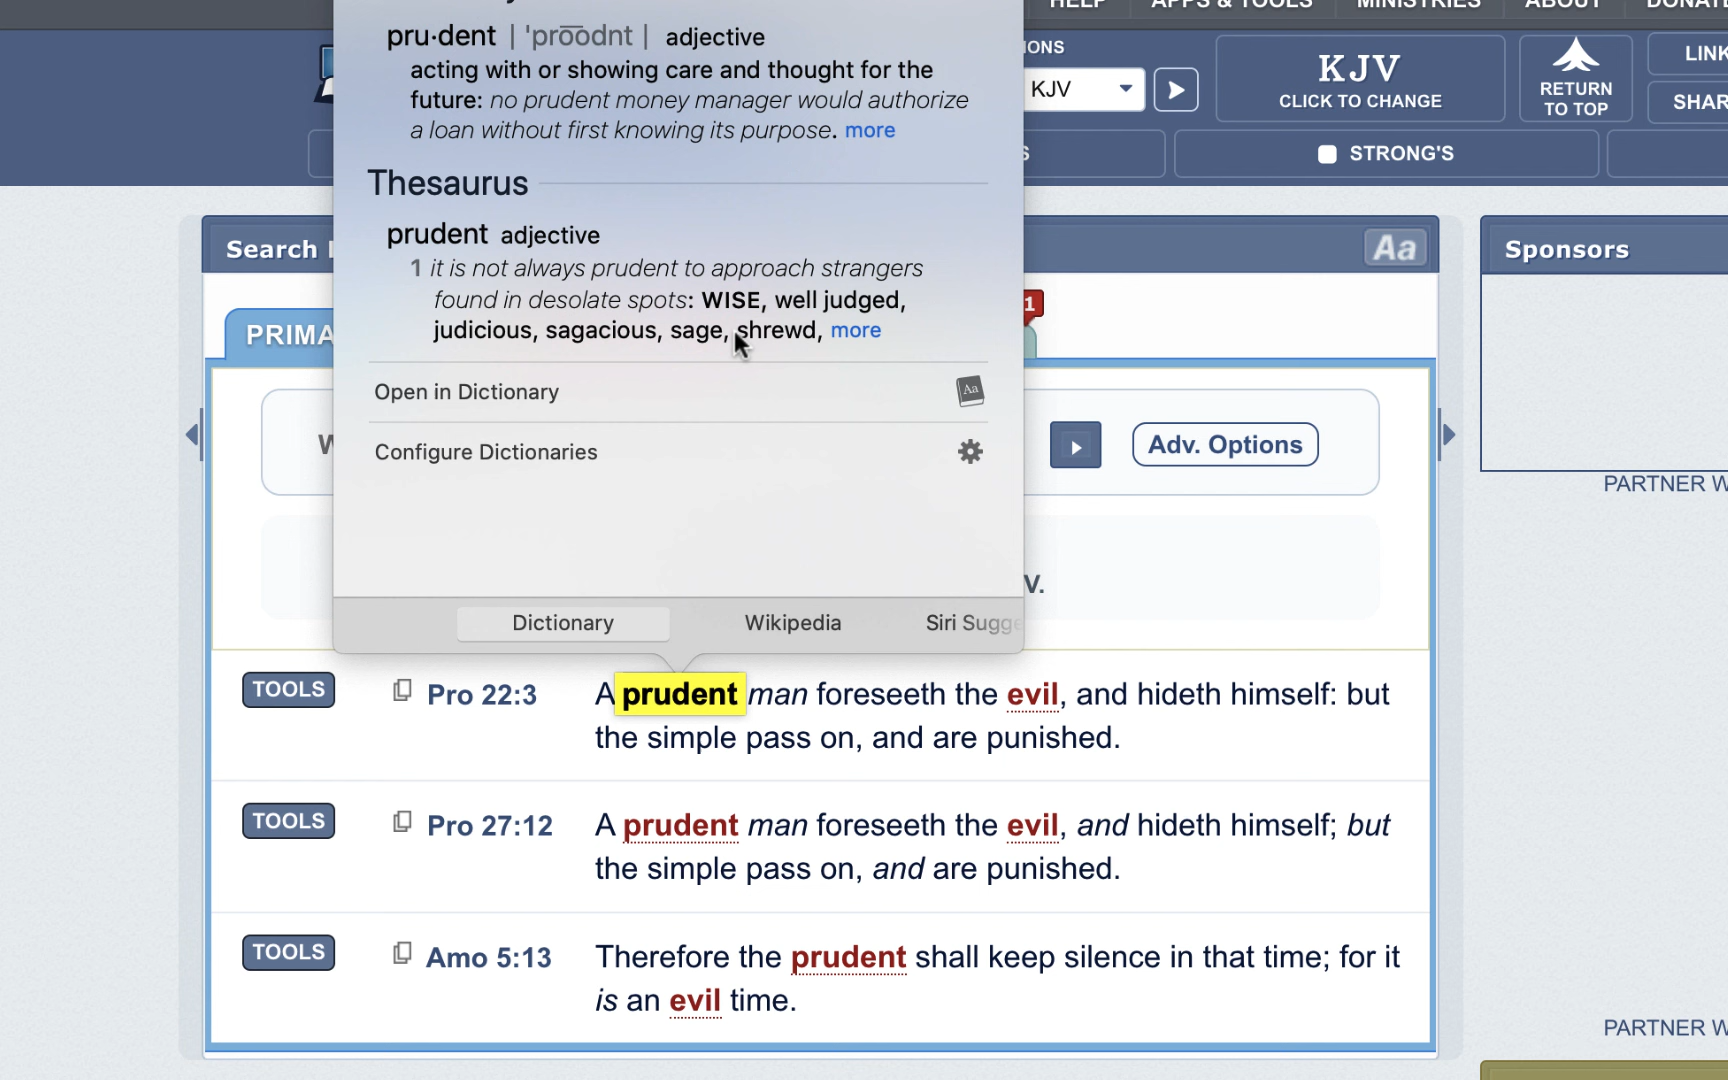 HELP APPS & TOOLS MINISTRIES ABOUT
pru·dent | ˈpro͞odnt | adjective
acting with or showing care and thought for the
future: no prudent money manager would authorize
a loan without first knowing its purpose. more
Thesaurus
prudent adjective
1 it is not always prudent to approach strangers
found in desolate spots: WISE, well judged,
judicious, sagacious, sage, shrewd, more
Open in Dictionary
Aa
Configure Dictionaries
Dictionary Wikipedia Siri
KJV
KJV
CLICK TO CHANGE
RETURN
TO TOP
STRONG'S
Search
Aa
Sponsors
1
Adv. Options
V.
PARTNER
TOOLS Pro 22:3 A prudent man foreseeth the evil, and hideth himself: but
the simple pass on, and are punished.
TOOLS Pro 27:12 A prudent man foreseeth the evil, and hideth himself; but
the simple pass on, and are punished.
TOOLS Amo 5:13 Therefore the prudent shall keep silence in that time; for it
is an evil time.
PARTNER